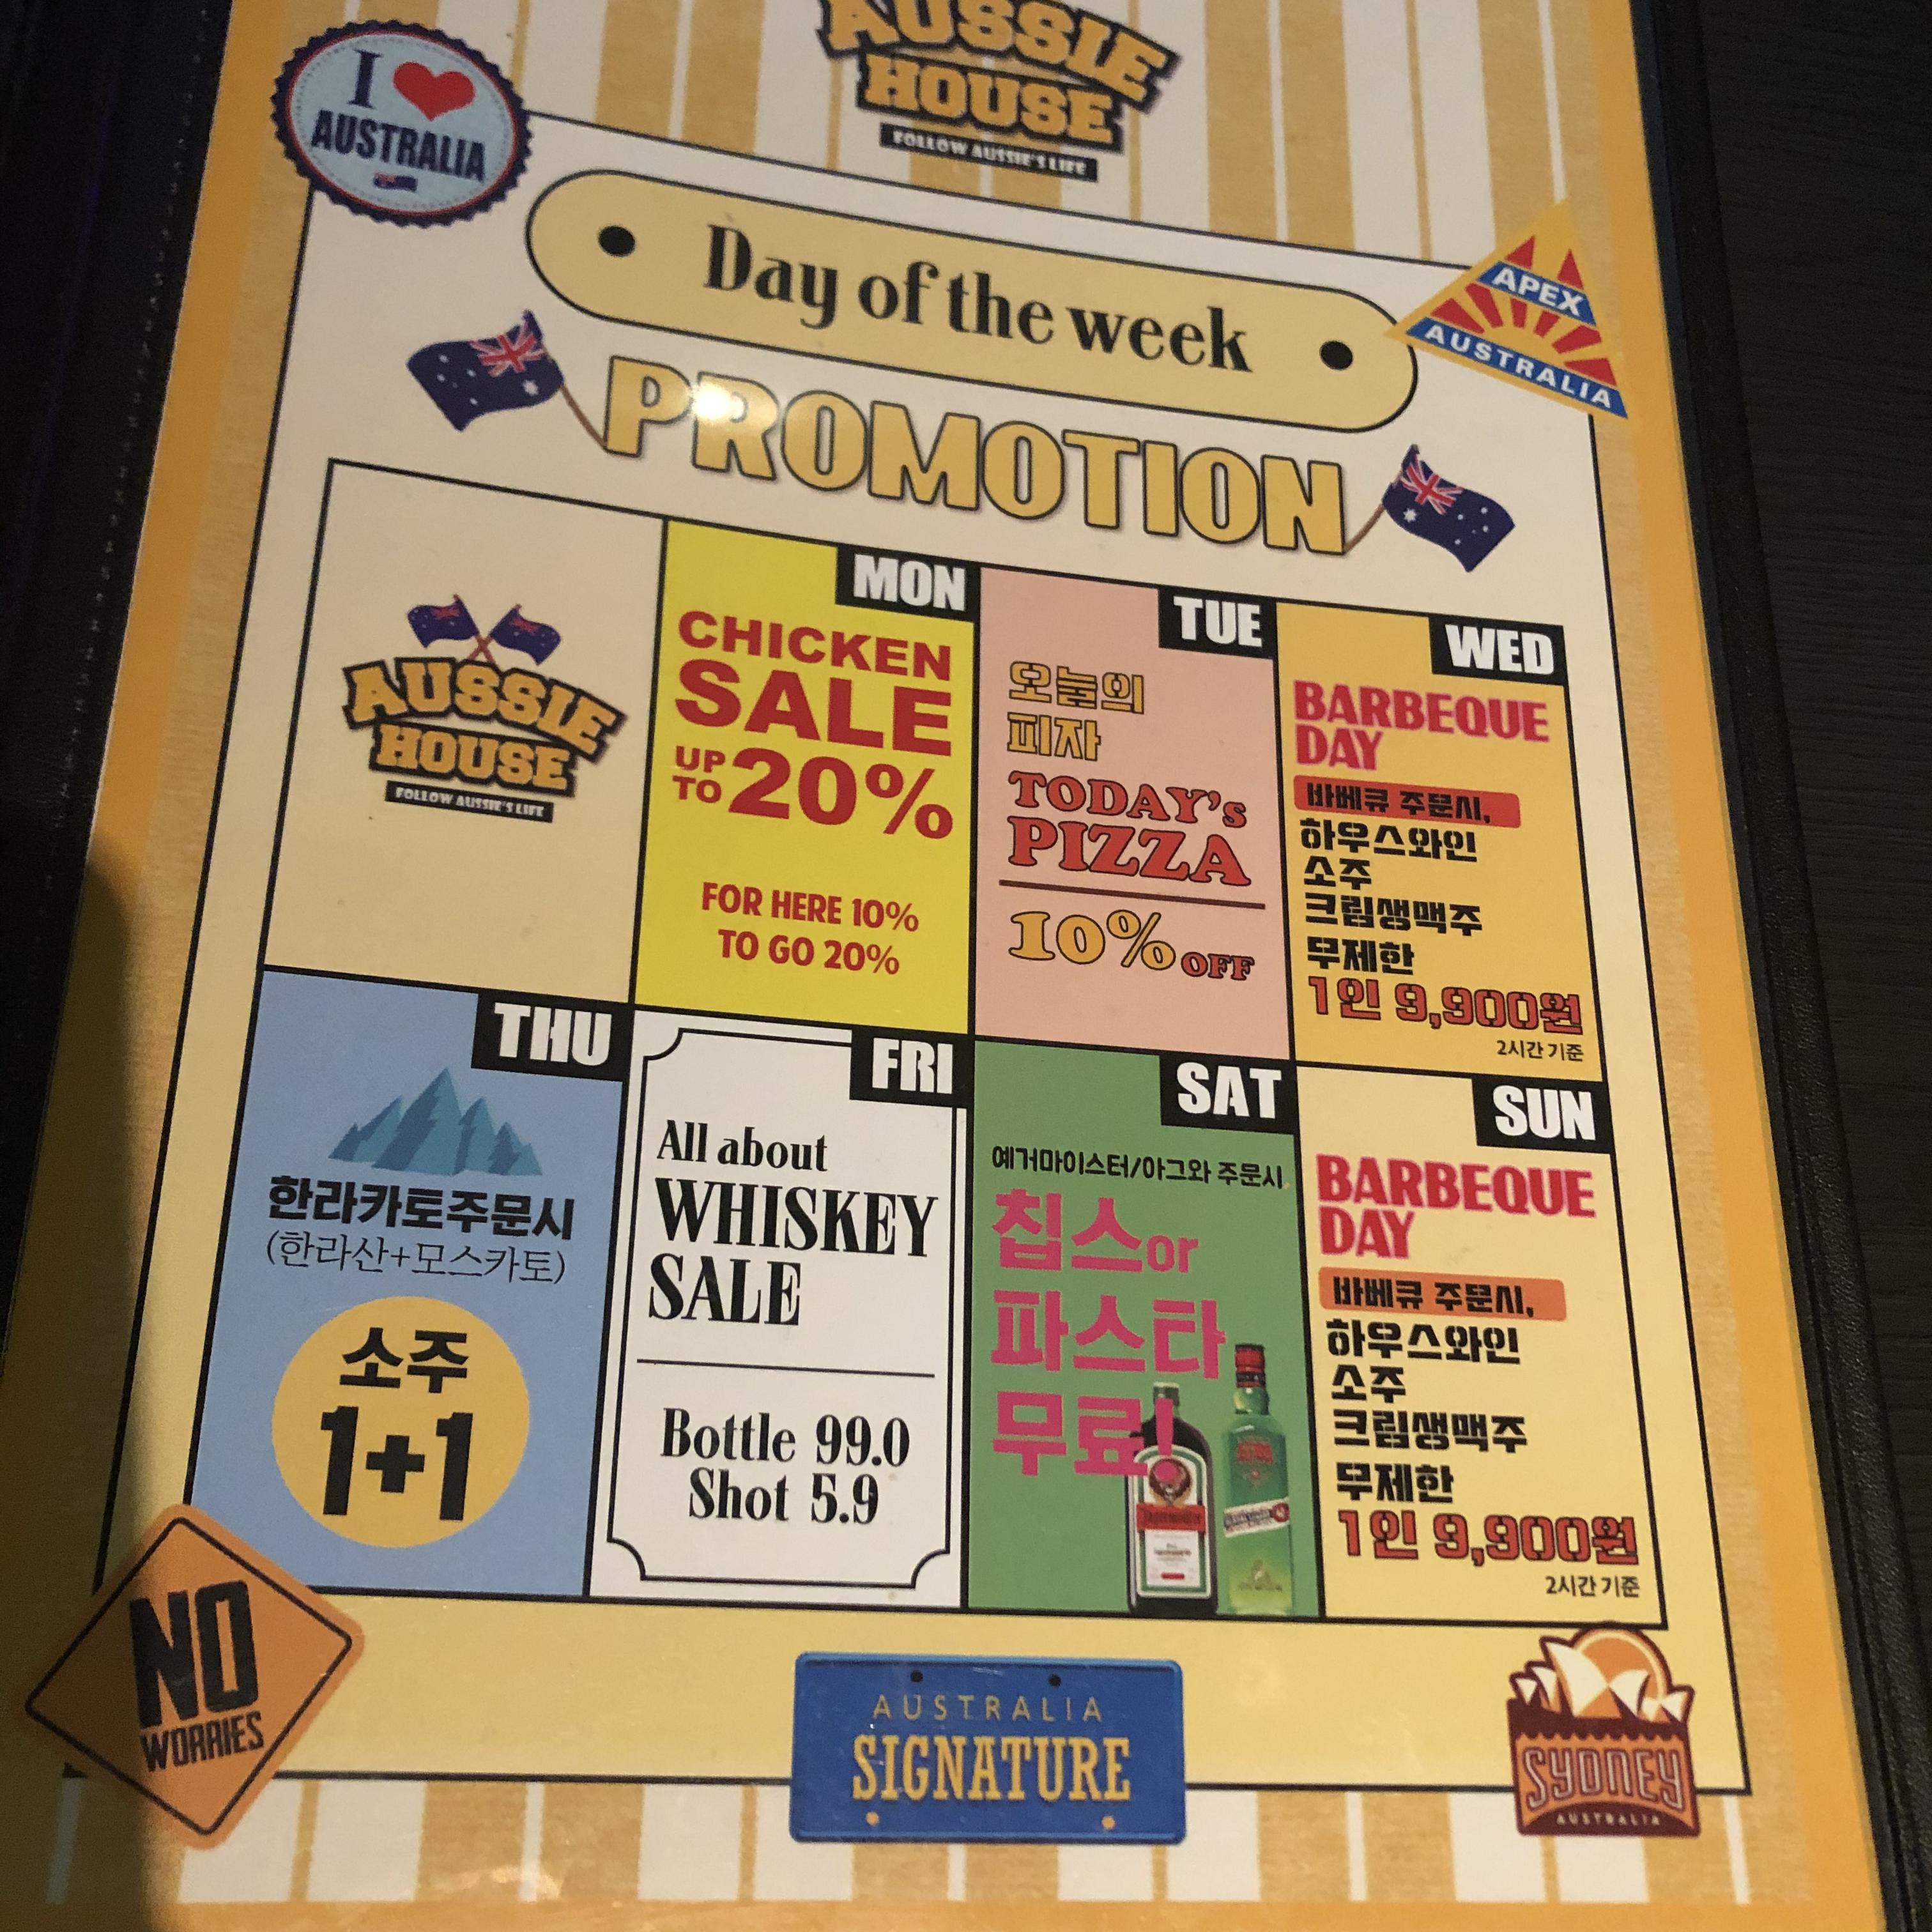 AUSSIE
HOUSE
FOLLOW AUSSIE'S LIFE
I
AUSTRALIA
APEX
AUSTRALIA
Day of the week
PROMOTION
AUSSIE
HOUSE
FOLLOW AUSSIE'S LIFE
MON
CHICKEN
SALE
UP TO 20%
FOR HERE 10%
TO GO 20%
TUE
오늘의
피자
TODAY's
PIZZA
10% OFF
WED
BARBEQUE
DAY
바베큐 주문시,
하우스와인
소주
크림생맥주
무제한
1인 9,900원
2시간 기준
THU
한라카토주문시
(한라산+모스카토)
소주
1+1
FRI
All about
WHISKEY
SALE
Bottle 99.0
Shot 5.9
SAT
예거마이스터/아그와 주문시
칩스or
파스타
무료!
Jägermeister
SUN
BARBEQUE
DAY
바베큐 주문시,
하우스와인
소주
크림생맥주
무제한
1인 9,900원
2시간 기준
NO
WORRIES
AUSTRALIA
SIGNATURE
SYDNEY
AUSTRALIA